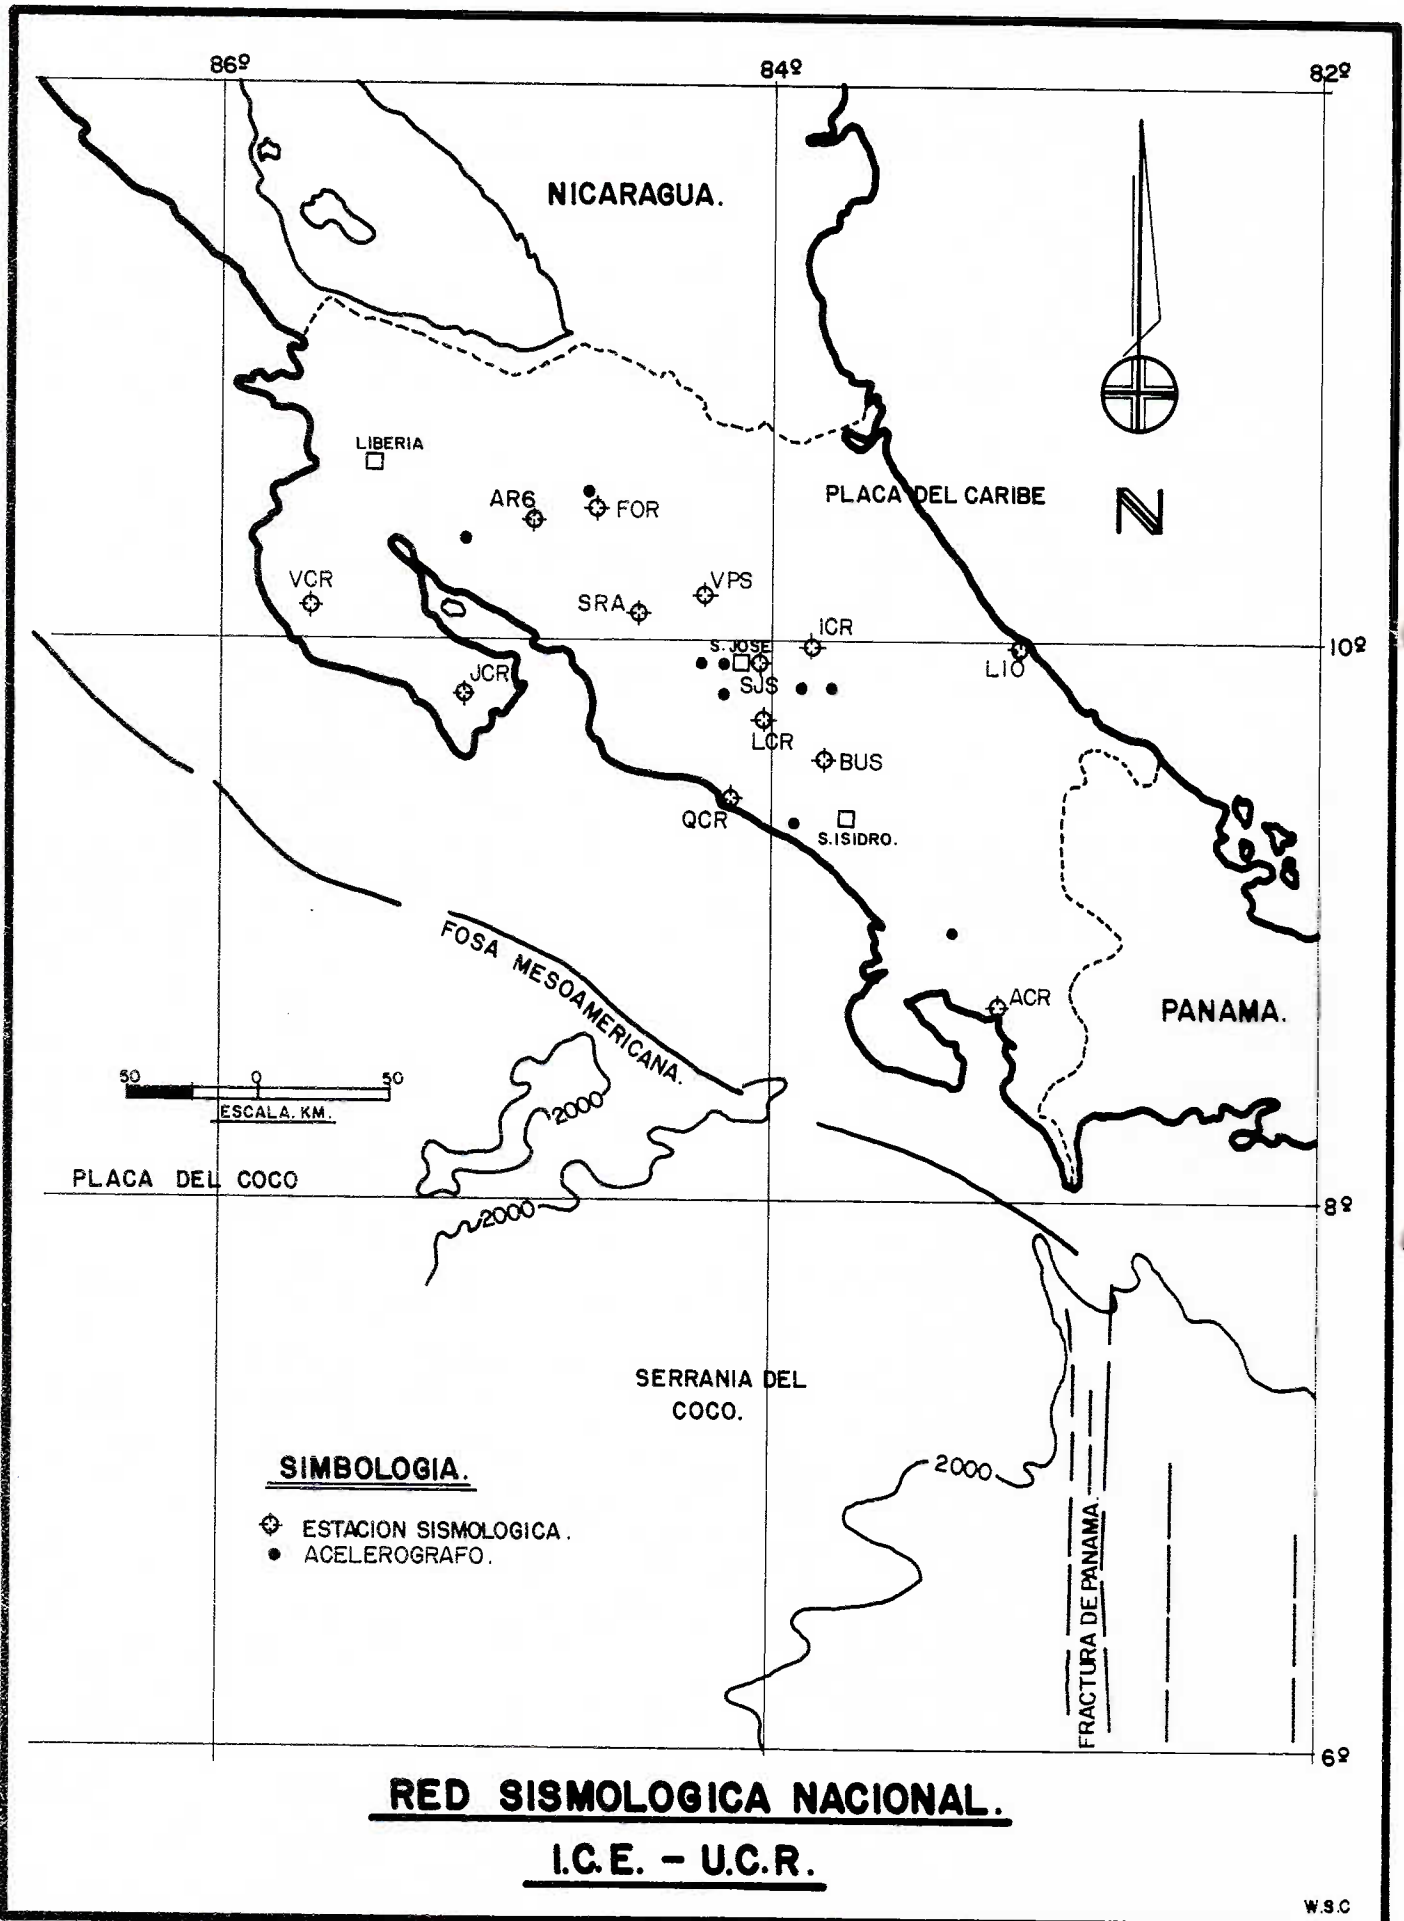 86º 84º 82º
NICARAGUA.
LIBERIA
PLACA DEL CARIBE
AR6
FOR
N
VCR
VPS
SRA
ICR
S. JOSE
10º
JCR
SJS
LIO
LCR
BUS
QCR
S.ISIDRO.
FOSA MESOAMERICANA.
ACR
PANAMA.
50 0 50
ESCALA. KM.
2000
PLACA DEL COCO
2000
8º
SERRANIA DEL
COCO.
2000
SIMBOLOGIA.
ESTACION SISMOLOGICA.
ACELEROGRAFO.
FRACTURA DE PANAMA.
6º
RED SISMOLOGICA NACIONAL.
I.C.E. - U.C.R.
W.S.C